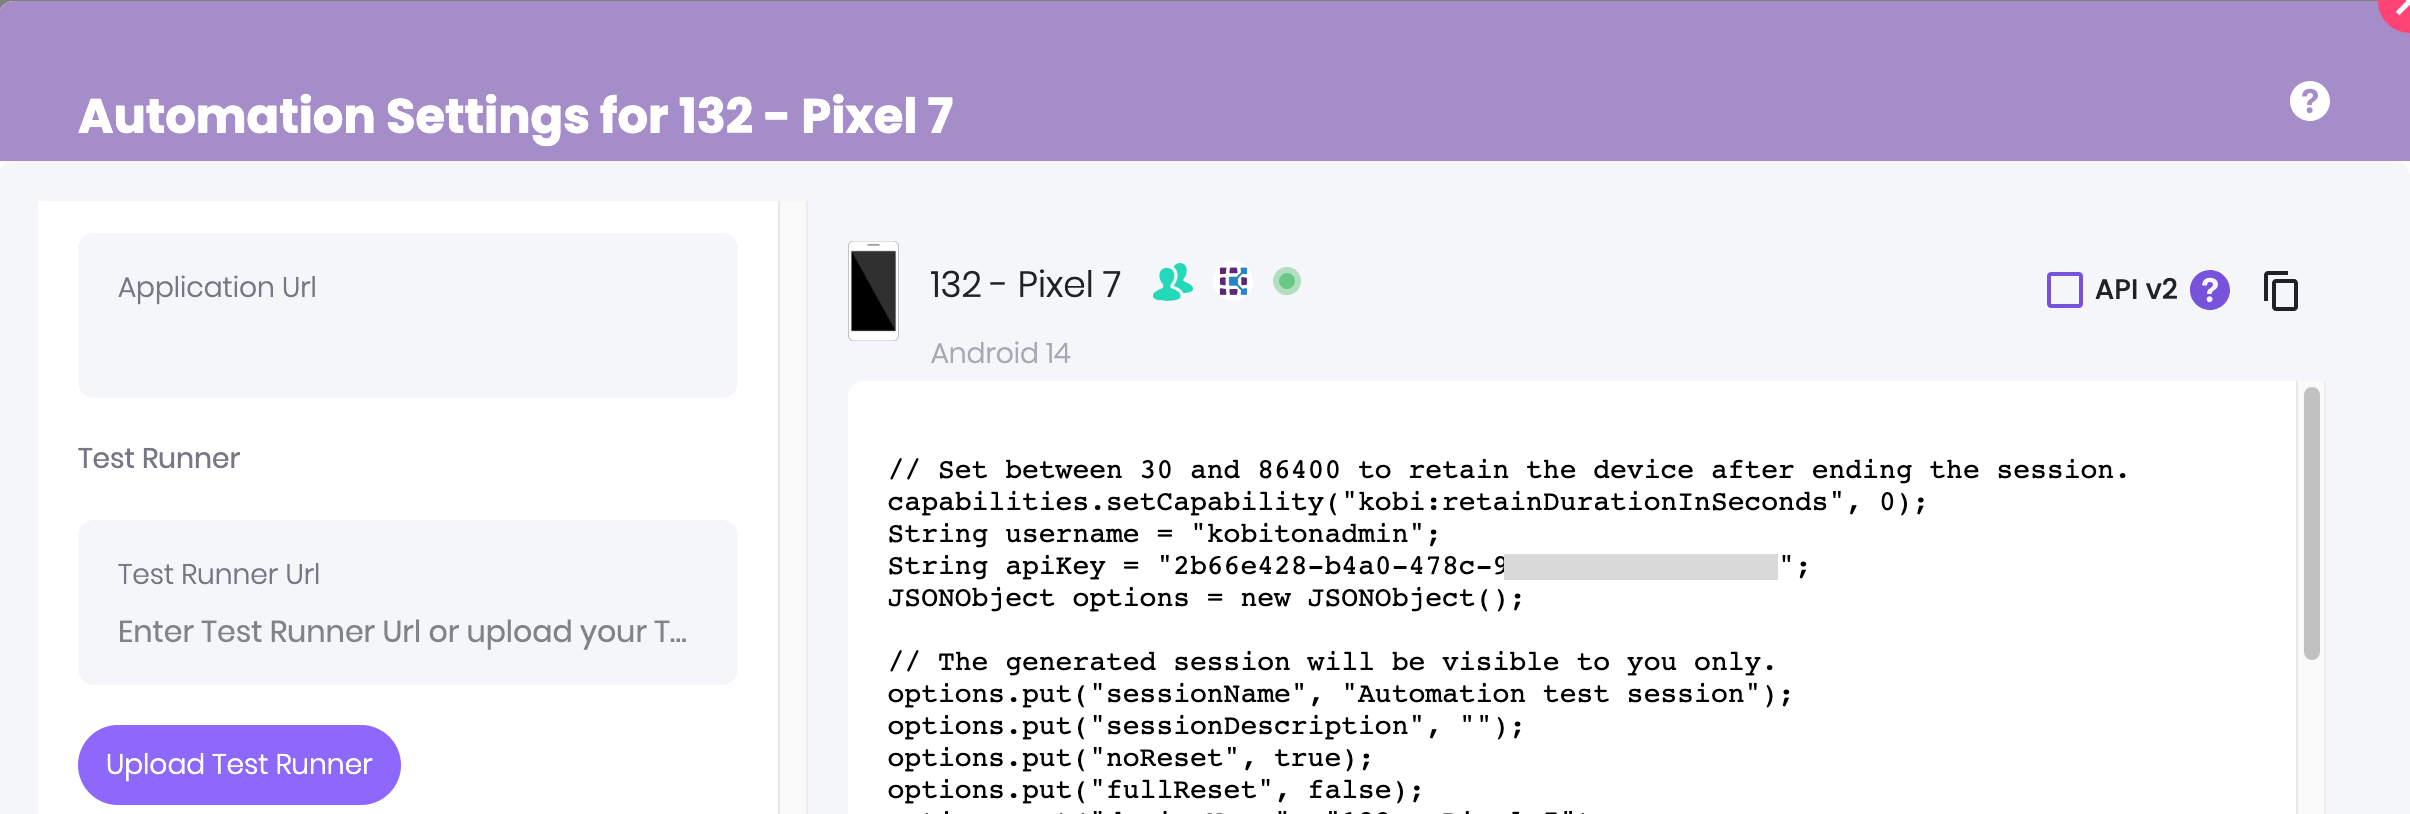 Automation Settings for 132 - Pixel 7
Application Url
Test Runner
Test Runner Url
Enter Test Runner Url or upload your T...
Upload Test Runner
132 - Pixel 7
API v2
Android 14
// Set between 30 and 86400 to retain the device after ending the session.
capabilities.setCapability("kobi:retainDurationInSeconds", 0);
String username = "kobitonadmin";
String apiKey = "2b66e428-b4a0-478c-9";
JSONObject options = new JSONObject();
// The generated session will be visible to you only.
options.put("sessionName", "Automation test session");
options.put("sessionDescription", "");
options.put("noReset", true);
options.put("fullReset", false);